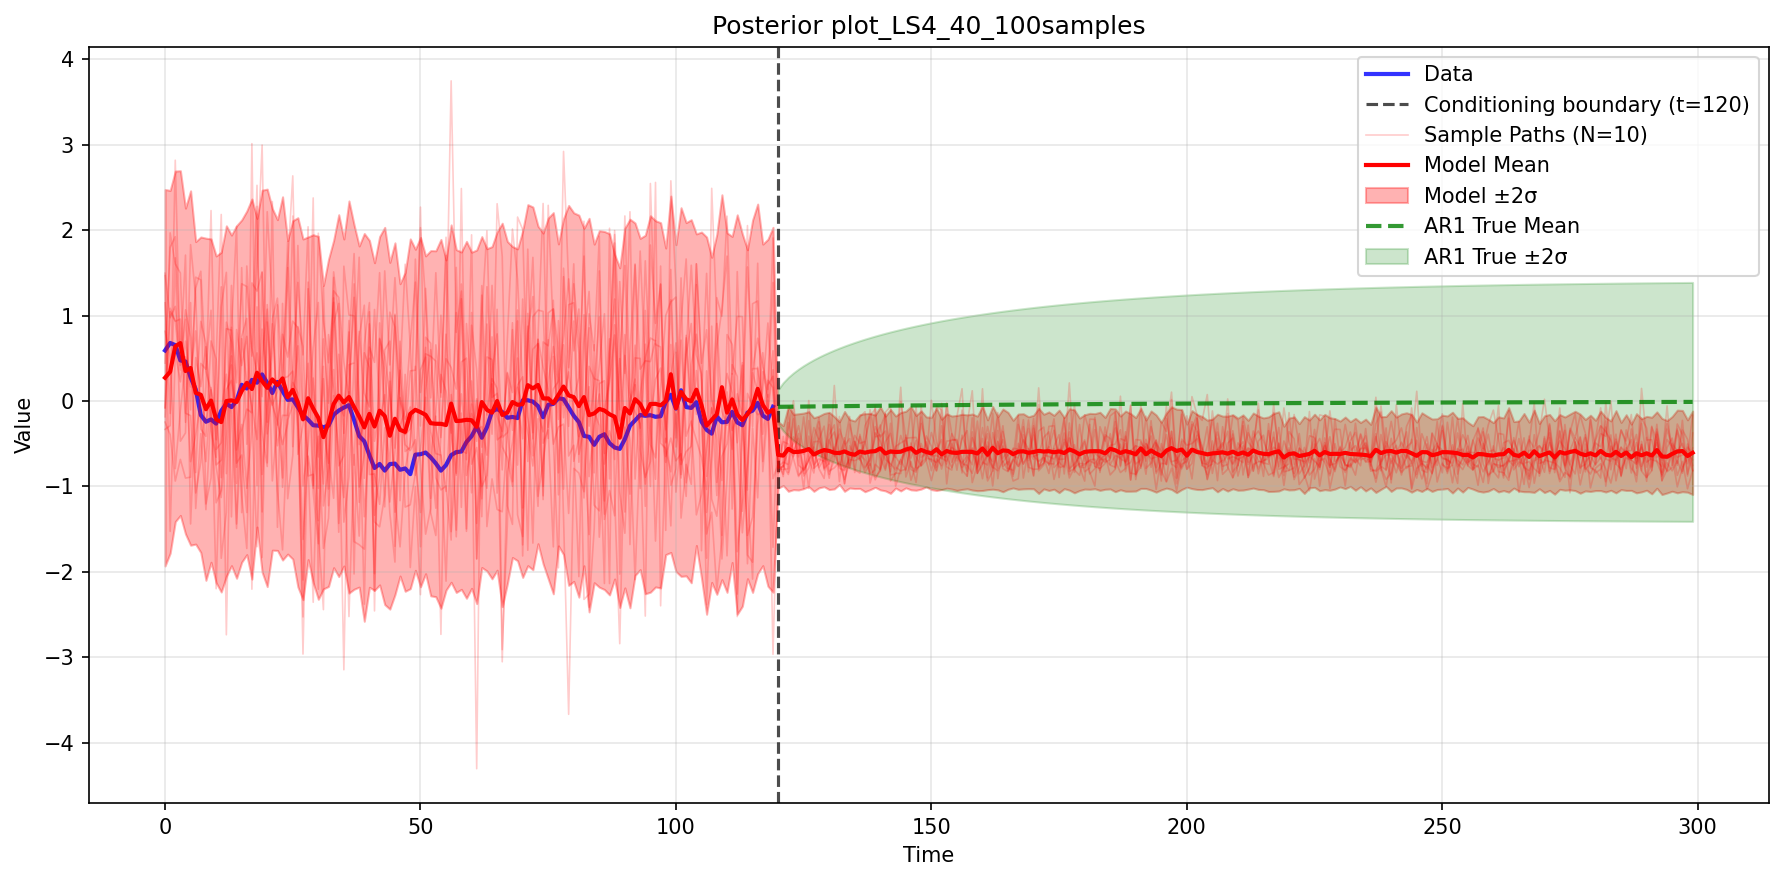 Posterior plot_LS4_40_100samples
Value
4
3
2
1
0
−1
−2
−3
−4
Data
Conditioning boundary (t=120)
Sample Paths (N=10)
Model Mean
Model ±2σ
AR1 True Mean
AR1 True ±2σ
0 50 100 150 200 250 300
Time